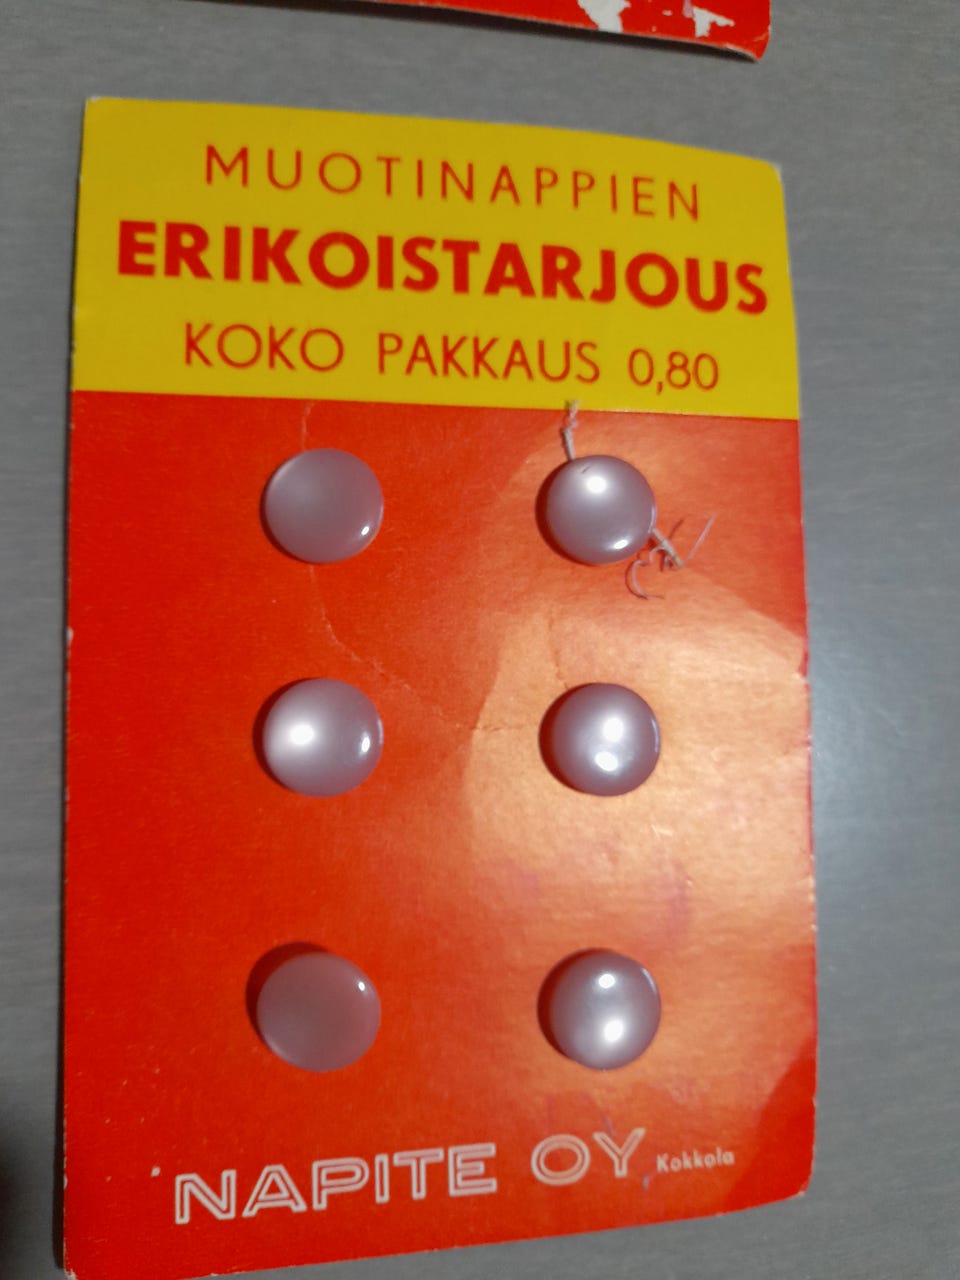 MUOTINAPPIEN
ERIKOISTARJOUS
KOKO PAKKAUS 0,80
NAPITE OY Kokkola